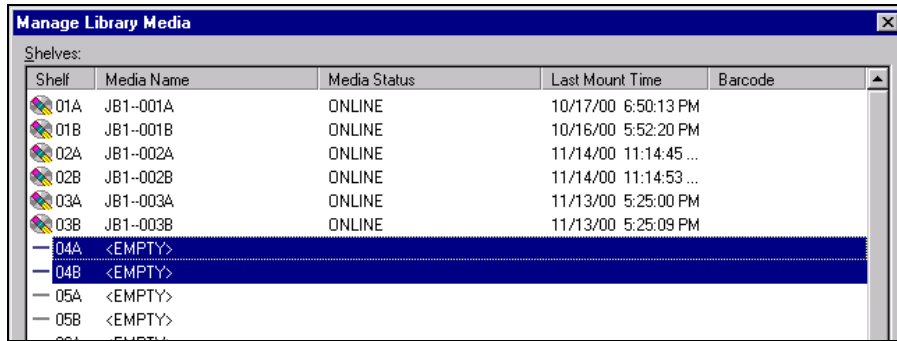 Manage Library Media
Shelves:
Shelf Media Name Media Status Last Mount Time Barcode
01A JB1--001A ONLINE 10/17/00 6:50:13 PM
01B JB1--001B ONLINE 10/16/00 5:52:20 PM
02A JB1--002A ONLINE 11/14/00 11:14:45 ...
02B JB1--002B ONLINE 11/14/00 11:14:53 ...
03A JB1--003A ONLINE 11/13/00 5:25:00 PM
03B JB1--003B ONLINE 11/13/00 5:25:09 PM
04A <EMPTY>
04B <EMPTY>
05A <EMPTY>
05B <EMPTY>